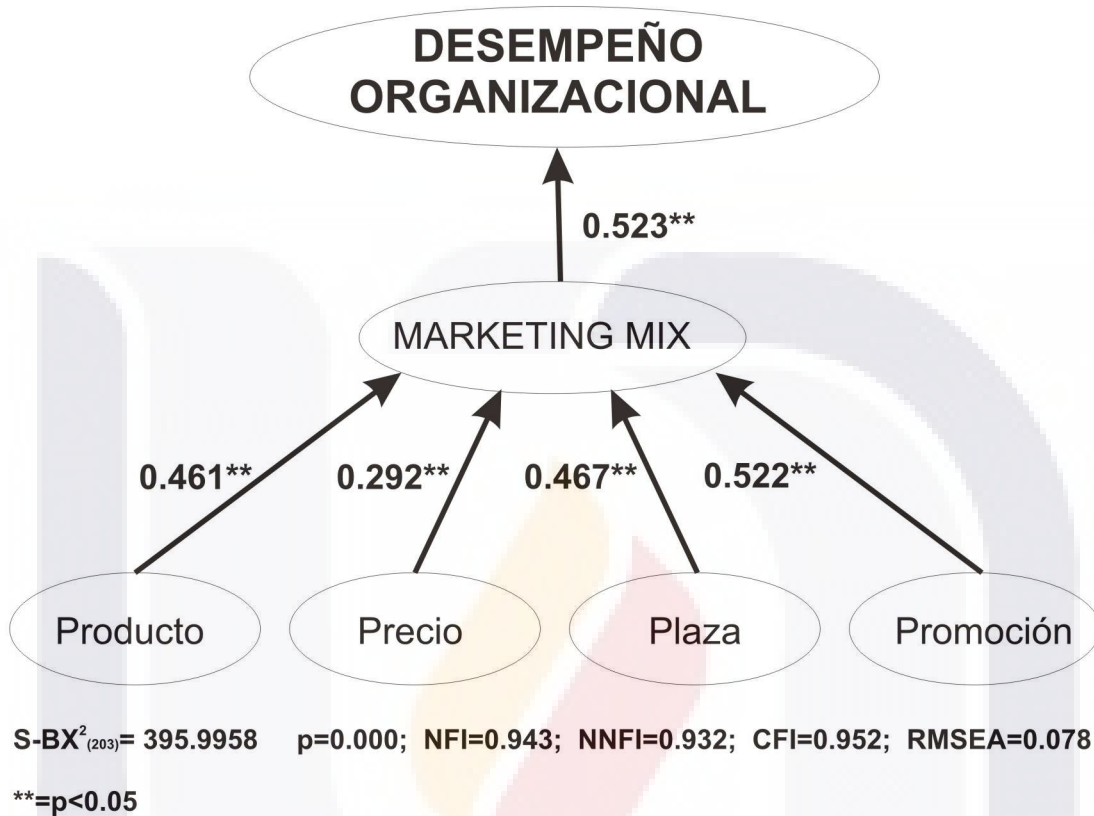 DESEMPEÑO
ORGANIZACIONAL
0.523**
MARKETING MIX
0.461**
0.292**
0.467**
0.522**
Producto
Precio
Plaza
Promoción
S-BX²(203)= 395.9958 p=0.000; NFI=0.943; NNFI=0.932; CFI=0.952; RMSEA=0.078
**=p<0.05